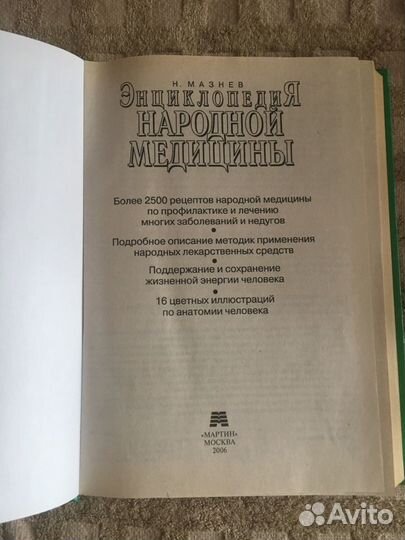 Н. МАЗНЕВ
ЭНЦИКЛОПЕДИЯ
НАРОДНОЙ
МЕДИЦИНЫ
Более 2500 рецептов народной медицины
по профилактике и лечению
многих заболеваний и недугов
•
Подробное описание методик применения
народных лекарственных средств
•
Поддержание и сохранение
жизненной энергии человека
•
16 цветных иллюстраций
по анатомии человека
«МАРТИН»
МОСКВА
2006
Avito